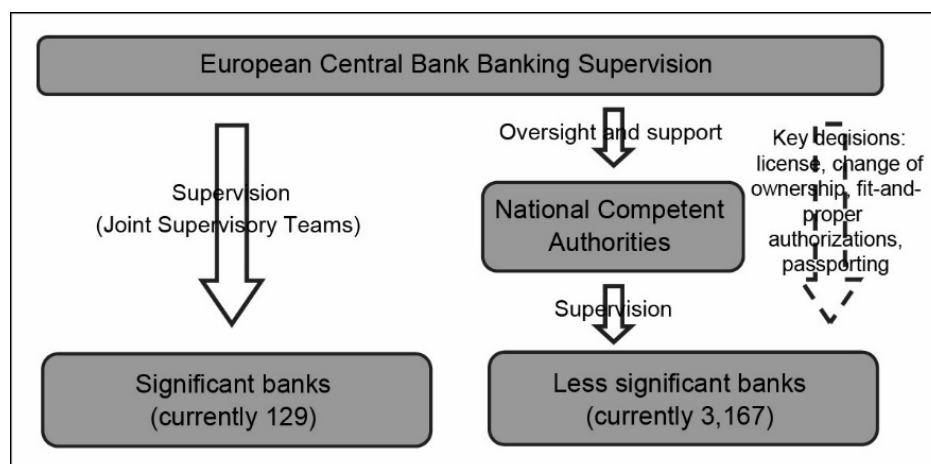 European Central Bank Banking Supervision
Supervision
(Joint Supervisory Teams)
Oversight and support
National Competent
Authorities
Supervision
Key decisions:
license, change of
ownership, fit-and-
proper
authorizations,
passporting
Significant banks
(currently 129)
Less significant banks
(currently 3,167)